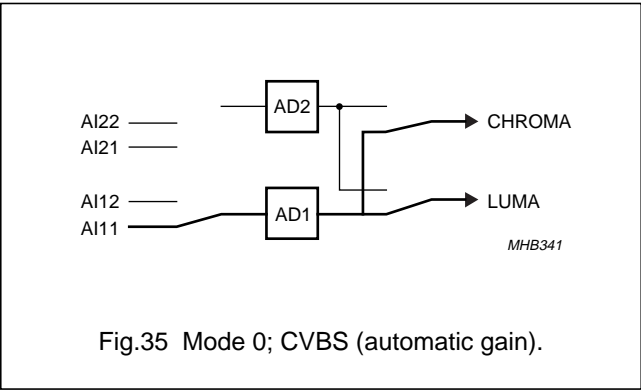 AD2
AI22
CHROMA
AI21
AI12
LUMA
AI11
AD1
MHB341
Fig.35 Mode 0; CVBS (automatic gain).